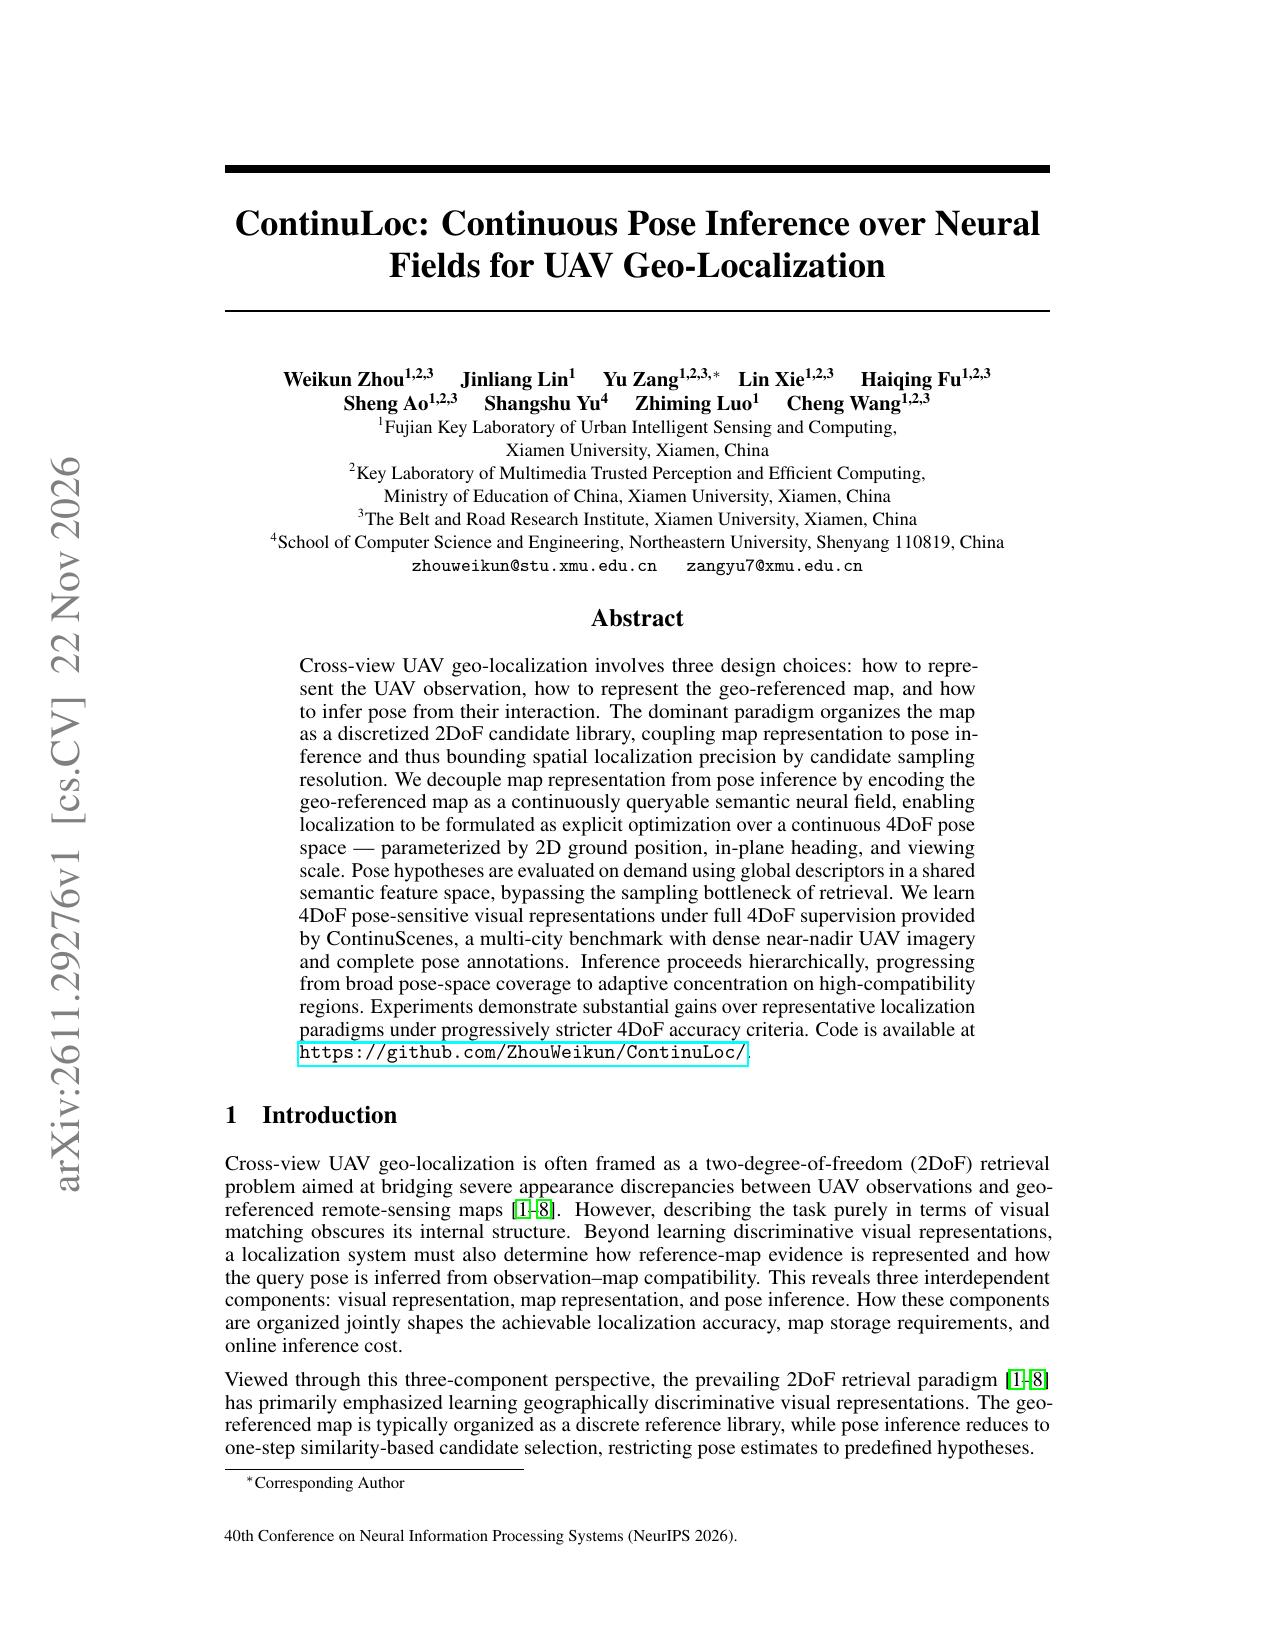 ContinuLoc: Continuous Pose Inference over Neural
Fields for UAV Geo-Localization
Weikun Zhou1,2,3 Jinliang Lin1 Yu Zang1,2,3,* Lin Xie1,2,3 Haiqing Fu1,2,3
Sheng Ao1,2,3 Shangshu Yu4 Zhiming Luo1 Cheng Wang1,2,3
1Fujian Key Laboratory of Urban Intelligent Sensing and Computing,
Xiamen University, Xiamen, China
2Key Laboratory of Multimedia Trusted Perception and Efficient Computing,
Ministry of Education of China, Xiamen University, Xiamen, China
3The Belt and Road Research Institute, Xiamen University, Xiamen, China
4School of Computer Science and Engineering, Northeastern University, Shenyang 110819, China
zhouweikun@stu.xmu.edu.cn zangyu7@xmu.edu.cn
Abstract
Cross-view UAV geo-localization involves three design choices: how to repre-
sent the UAV observation, how to represent the geo-referenced map, and how
to infer pose from their interaction. The dominant paradigm organizes the map
as a discretized 2DoF candidate library, coupling map representation to pose in-
ference and thus bounding spatial localization precision by candidate sampling
resolution. We decouple map representation from pose inference by encoding the
geo-referenced map as a continuously queryable semantic neural field, enabling
localization to be formulated as explicit optimization over a continuous 4DoF pose
space — parameterized by 2D ground position, in-plane heading, and viewing
scale. Pose hypotheses are evaluated on demand using global descriptors in a shared
semantic feature space, bypassing the sampling bottleneck of retrieval. We learn
4DoF pose-sensitive visual representations under full 4DoF supervision provided
by ContinuScenes, a multi-city benchmark with dense near-nadir UAV imagery
and complete pose annotations. Inference proceeds hierarchically, progressing
from broad pose-space coverage to adaptive concentration on high-compatibility
regions. Experiments demonstrate substantial gains over representative localization
paradigms under progressively stricter 4DoF accuracy criteria. Code is available at
https://github.com/ZhouWeikun/ContinuLoc/.
1 Introduction
Cross-view UAV geo-localization is often framed as a two-degree-of-freedom (2DoF) retrieval
problem aimed at bridging severe appearance discrepancies between UAV observations and geo-
referenced remote-sensing maps [1–8]. However, describing the task purely in terms of visual
matching obscures its internal structure. Beyond learning discriminative visual representations,
a localization system must also determine how reference-map evidence is represented and how
the query pose is inferred from observation–map compatibility. This reveals three interdependent
components: visual representation, map representation, and pose inference. How these components
are organized jointly shapes the achievable localization accuracy, map storage requirements, and
online inference cost.
Viewed through this three-component perspective, the prevailing 2DoF retrieval paradigm [1–8]
has primarily emphasized learning geographically discriminative visual representations. The geo-
referenced map is typically organized as a discrete reference library, while pose inference reduces to
one-step similarity-based candidate selection, restricting pose estimates to predefined hypotheses.
*Corresponding Author
40th Conference on Neural Information Processing Systems (NeurIPS 2026).
arXiv:2611.29276v1 [cs.CV] 22 Nov 2026